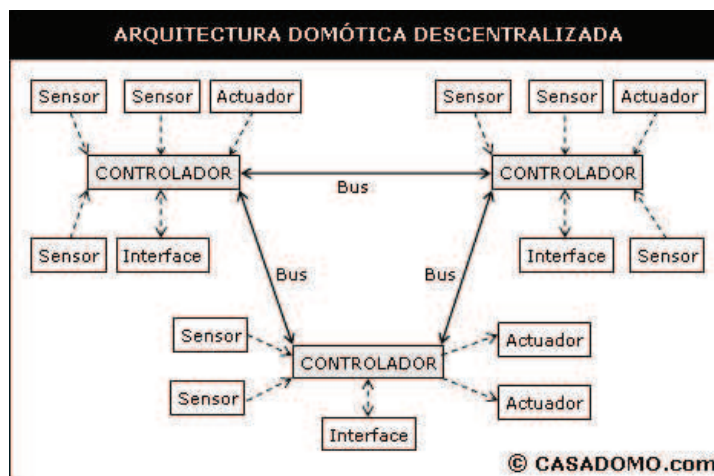 ARQUITECTURA DOMÓTICA DESCENTRALIZADA
Sensor Sensor Actuador Sensor Sensor Actuador
CONTROLADOR CONTROLADOR
Bus
Sensor Interface Interface Sensor
Bus Bus
Sensor Actuador
CONTROLADOR
Sensor Actuador
Interface
© CASADOMO.com